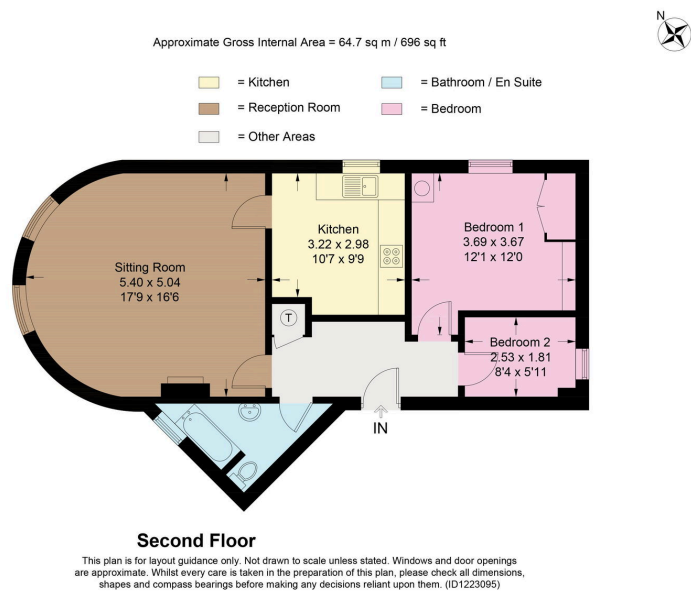 N
Approximate Gross Internal Area = 64.7 sq m / 696 sq ft
= Kitchen
= Bathroom / En Suite
= Reception Room
= Bedroom
= Other Areas
Sitting Room
5.40 x 5.04
17'9 x 16'6
Kitchen
3.22 x 2.98
10'7 x 9'9
Bedroom 1
3.69 x 3.67
12'1 x 12'0
T
Bedroom 2
2.53 x 1.81
8'4 x 5'11
IN
Second Floor
This plan is for layout guidance only. Not drawn to scale unless stated. Windows and door openings
are approximate. Whilst every care is taken in the preparation of this plan, please check all dimensions,
shapes and compass bearings before making any decisions reliant upon them. (ID1223095)